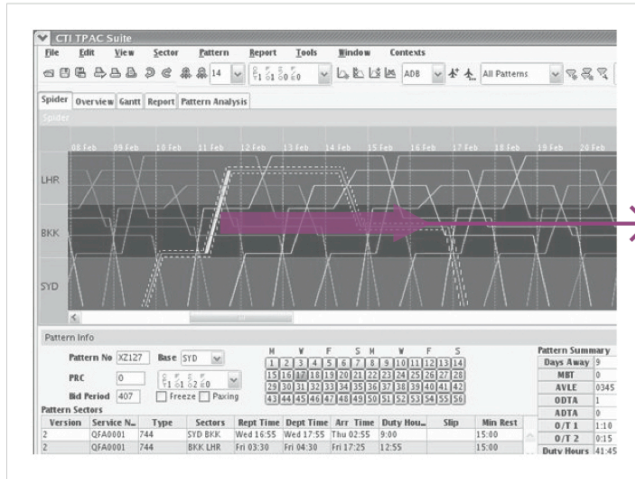 CTI TPAC Suite
File Edit View Sector Pattern Report Tools Window Contexts
14 ADB All Patterns
Spider Overview Gantt Report Pattern Analysis
Spider
08 Feb 09 Feb 10 Feb 11 Feb 12 Feb 13 Feb 14 Feb 15 Feb 16 Feb 17 Feb 18 Feb 19 Feb 20 Feb
LHR
BKK
SYD
Pattern Info
Pattern No XZ127 Base SYD
M W F S M W F S
1 2 3 4 5 6 7 8 9 10 11 12 13 14
PRC 0
15 16 17 18 19 20 21 22 23 24 25 26 27 28
29 30 31 32 33 34 35 36 37 38 39 40 41 42
Bid Period 407 Freeze Paxing
43 44 45 46 47 48 49 50 51 52 53 54 55 56
Pattern Sectors
Version Service N... Type Sectors Rept Time Dept Time Arr Time Duty Hou... Slip Min Rest
2 QFA0001 744 SYD BKK Wed 16:55 Wed 17:55 Thu 02:55 9:00 15:00
2 QFA0001 744 BKK LHR Fri 03:30 Fri 04:30 Fri 17:25 12:55 15:00
Pattern Summary
Days Away 9
MBT 0
AVLE 0345
ODTA 1
ADTA 0
O/T 1 1:10
O/T 2 0:15
Duty Hours 41:45